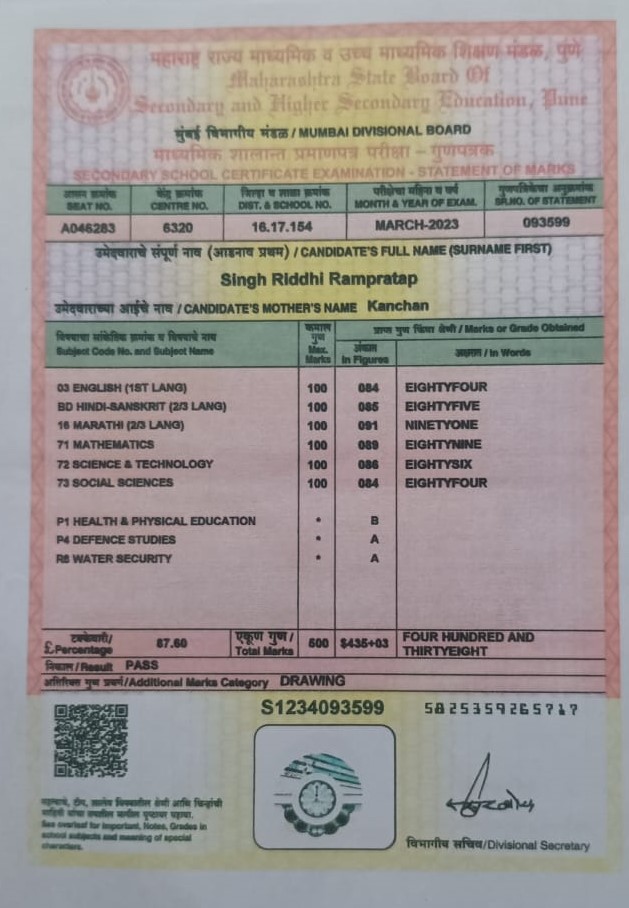 महाराष्ट्र राज्य माध्यमिक व उच्च माध्यमिक शिक्षण मंडळ, पुणे
Maharashtra State Board Of
Secondary and Higher Secondary Education, Pune
मुंबई विभागीय मंडळ / MUMBAI DIVISIONAL BOARD
माध्यमिक शालान्त प्रमाणपत्र परीक्षा - गुणपत्रक
SECONDARY SCHOOL CERTIFICATE EXAMINATION - STATEMENT OF MARKS
आसन क्रमांक केंद्र क्रमांक जिल्हा व शाळा क्रमांक परीक्षेचा महिना व वर्ष गुणपत्रिकेचा अनुक्रमांक
SEAT NO. CENTRE NO. DIST. & SCHOOL NO. MONTH & YEAR OF EXAM. SR.NO. OF STATEMENT
A046283 6320 16.17.154 MARCH-2023 093599
उमेदवाराचे संपूर्ण नाव (आडनाव प्रथम) / CANDIDATE'S FULL NAME (SURNAME FIRST)
Singh Riddhi Rampratap
उमेदवाराच्या आईचे नाव / CANDIDATE'S MOTHER'S NAME Kanchan
विषयाचा सांकेतिक क्रमांक व विषयाचे नाव
Subject Code No. and Subject Name
कमाल
गुण
Max.
Marks
प्राप्त गुण किंवा श्रेणी / Marks or Grade Obtained
अंकात
In Figures
अक्षरात / In Words
03 ENGLISH (1ST LANG) 100 084 EIGHTYFOUR
BD HINDI-SANSKRIT (2/3 LANG) 100 085 EIGHTYFIVE
16 MARATHI (2/3 LANG) 100 091 NINETYONE
71 MATHEMATICS 100 089 EIGHTYNINE
72 SCIENCE & TECHNOLOGY 100 086 EIGHTYSIX
73 SOCIAL SCIENCES 100 084 EIGHTYFOUR
P1 HEALTH & PHYSICAL EDUCATION * B
P4 DEFENCE STUDIES * A
R8 WATER SECURITY * A
टक्केवारी/
£ Percentage 87.60
एकूण गुण /
Total Marks 500 $435+03
FOUR HUNDRED AND
THIRTYEIGHT
निकाल / Result PASS
अतिरिक्त गुण प्रवर्ग/Additional Marks Category DRAWING
S1234093599 5825359265717
See overleaf for Important, Notes, Grades in
school subjects and meaning of special
characters.
विभागीय सचिव/Divisional Secretary